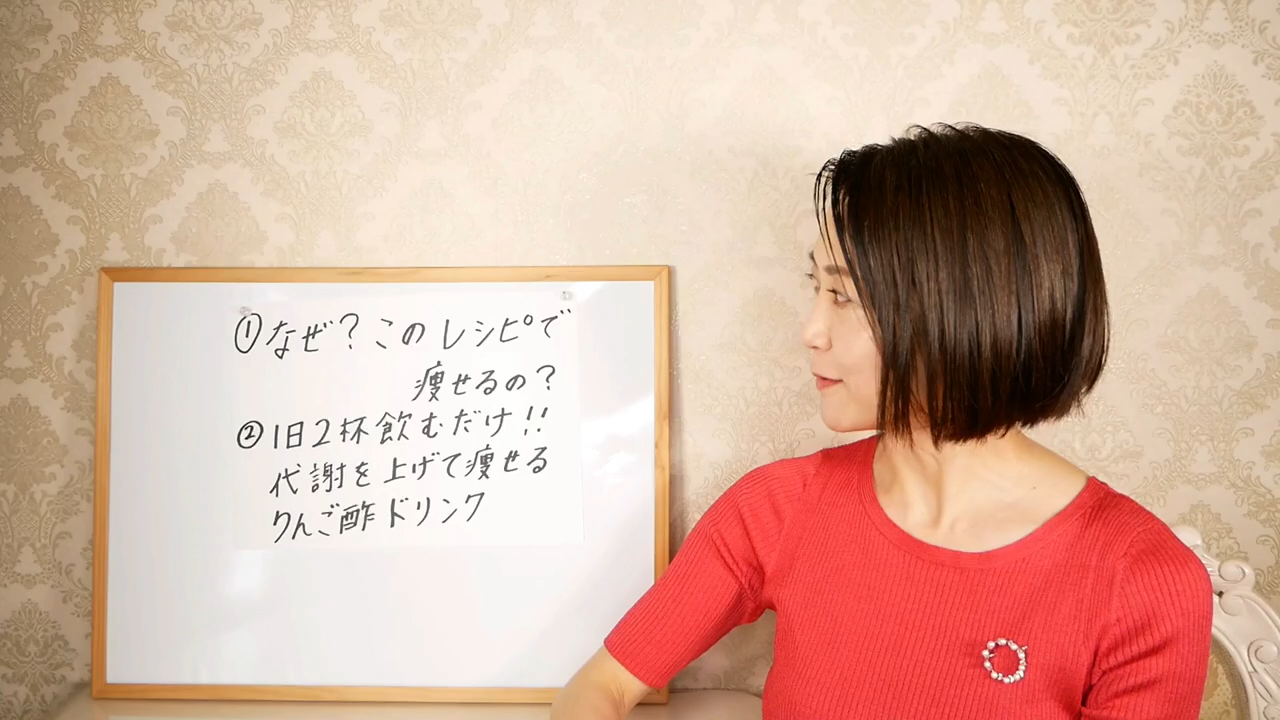 ①なぜ？このレシピで
痩せるの？
②1日2杯飲むだけ!!
代謝を上げて痩せる
りんご酢ドリンク